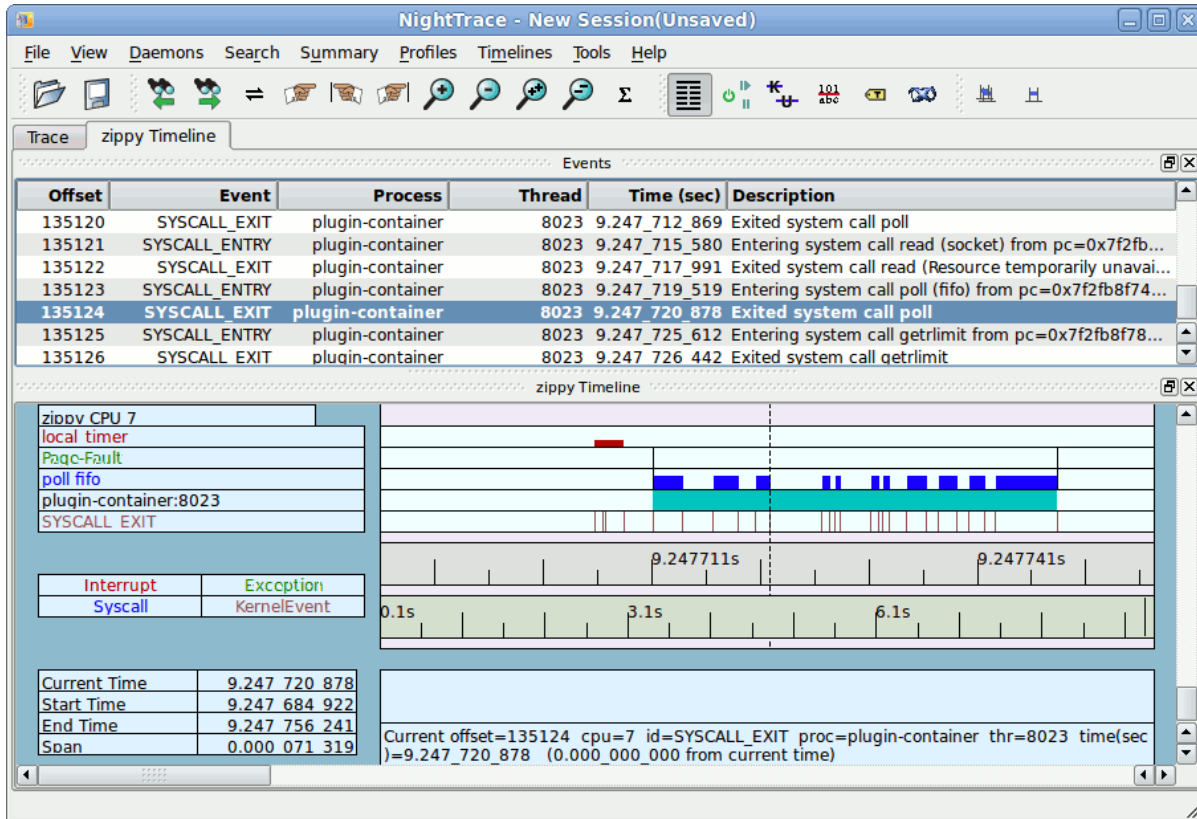 NightTrace - New Session(Unsaved)
File View Daemons Search Summary Profiles Timelines Tools Help
Σ 101 abc T
Trace zippy Timeline
Events
Offset Event Process Thread Time (sec) Description
135120 SYSCALL_EXIT plugin-container 8023 9.247_712_869 Exited system call poll
135121 SYSCALL_ENTRY plugin-container 8023 9.247_715_580 Entering system call read (socket) from pc=0x7f2fb...
135122 SYSCALL_EXIT plugin-container 8023 9.247_717_991 Exited system call read (Resource temporarily unavai...
135123 SYSCALL_ENTRY plugin-container 8023 9.247_719_519 Entering system call poll (fifo) from pc=0x7f2fb8f74...
135124 SYSCALL_EXIT plugin-container 8023 9.247_720_878 Exited system call poll
135125 SYSCALL_ENTRY plugin-container 8023 9.247_725_612 Entering system call getrlimit from pc=0x7f2fb8f78...
135126 SYSCALL_EXIT plugin-container 8023 9.247_726_442 Exited system call getrlimit
zippy Timeline
zippy CPU 7
local timer
Page-Fault
poll fifo
plugin-container:8023
SYSCALL_EXIT
9.247711s 9.247741s
Interrupt Exception
Syscall KernelEvent
0.1s 3.1s 6.1s
Current Time 9.247_720_878
Start Time 9.247_684_922
End Time 9.247_756_241
Span 0.000_071_319
Current offset=135124 cpu=7 id=SYSCALL_EXIT proc=plugin-container thr=8023 time(sec
)=9.247_720_878 (0.000_000_000 from current time)